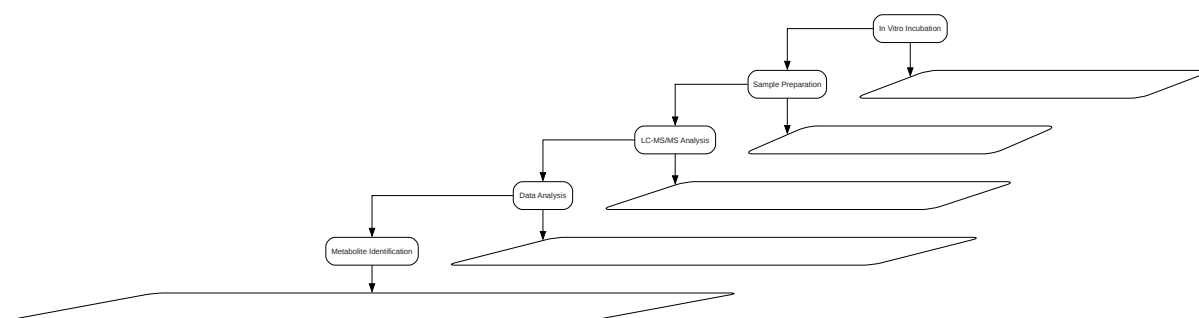 In Vitro Incubation
Sample Preparation
LC-MS/MS Analysis
Data Analysis
Metabolite Identification